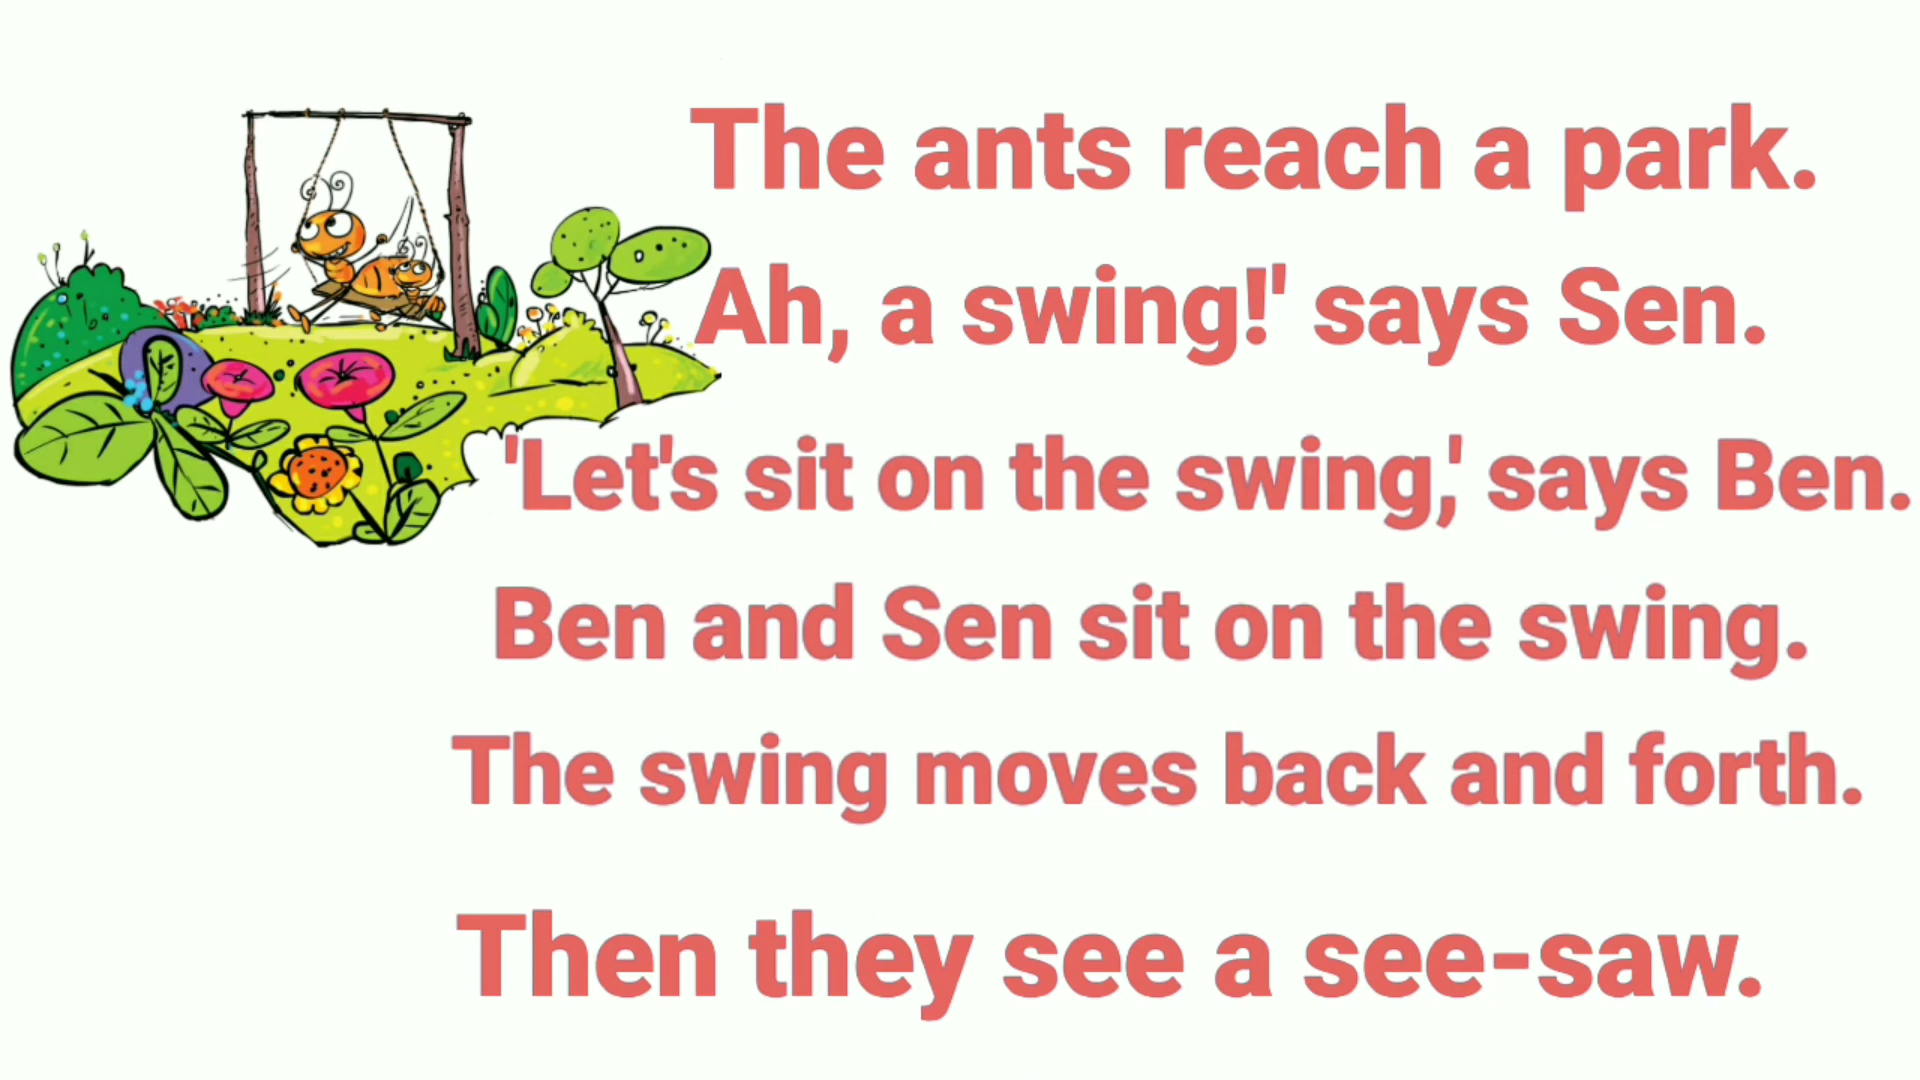 The ants reach a park.
Ah, a swing!' says Sen.
'Let's sit on the swing,' says Ben.
Ben and Sen sit on the swing.
The swing moves back and forth.
Then they see a see-saw.